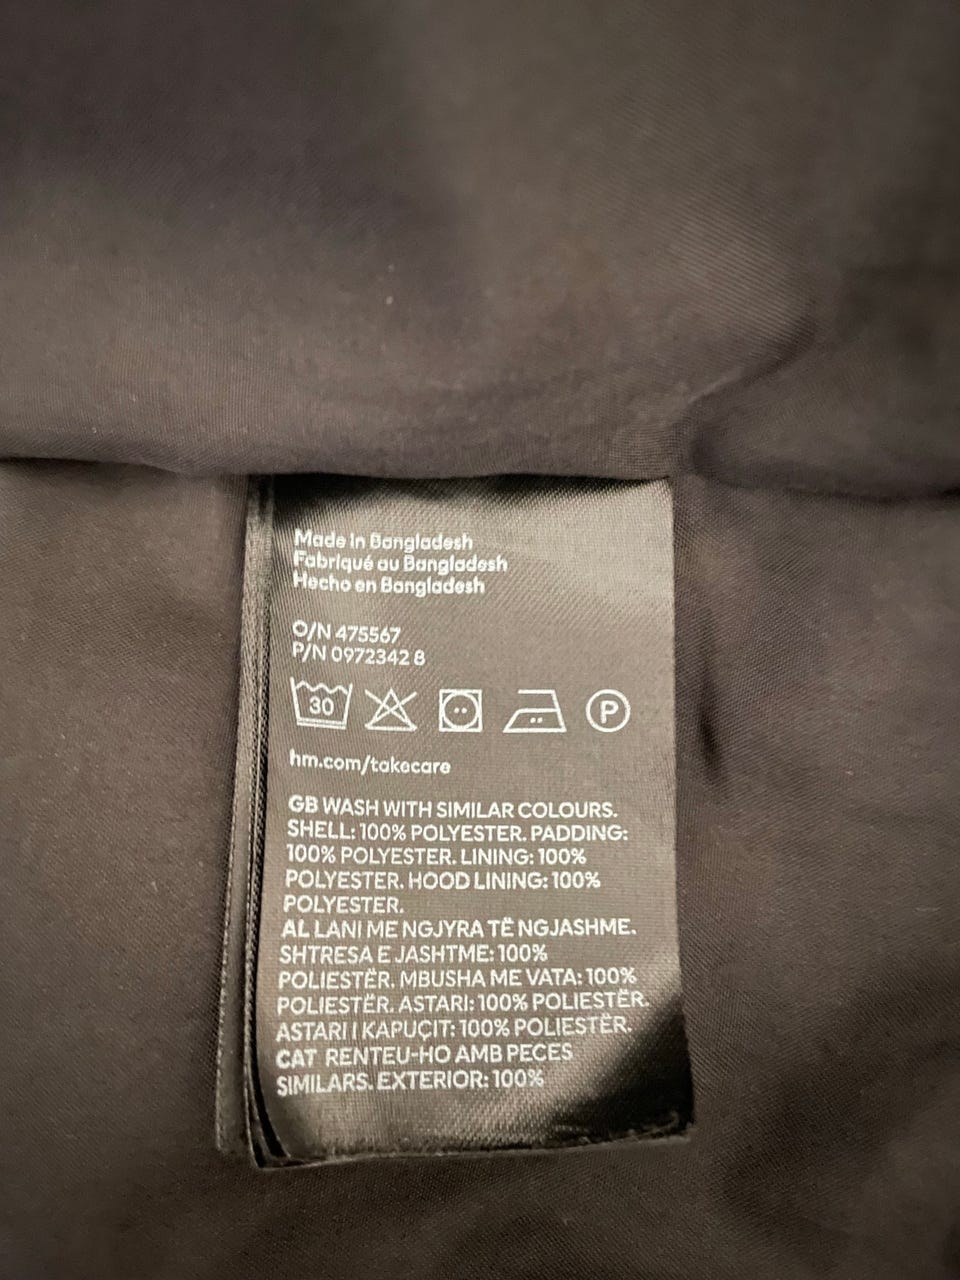 Made in Bangladesh
Fabriqué au Bangladesh
Hecho en Bangladesh
O/N 475567
P/N 0972342 8
30 P
hm.com/takecare
GB WASH WITH SIMILAR COLOURS.
SHELL: 100% POLYESTER. PADDING:
100% POLYESTER. LINING: 100%
POLYESTER. HOOD LINING: 100%
POLYESTER.
AL LANI ME NGJYRA TË NGJASHME.
SHTRESA E JASHTME: 100%
POLIESTËR. MBUSHA ME VATA: 100%
POLIESTËR. ASTARI: 100% POLIESTËR.
ASTARI I KAPUÇIT: 100% POLIESTËR.
CAT RENTEU-HO AMB PECES
SIMILARS. EXTERIOR: 100%